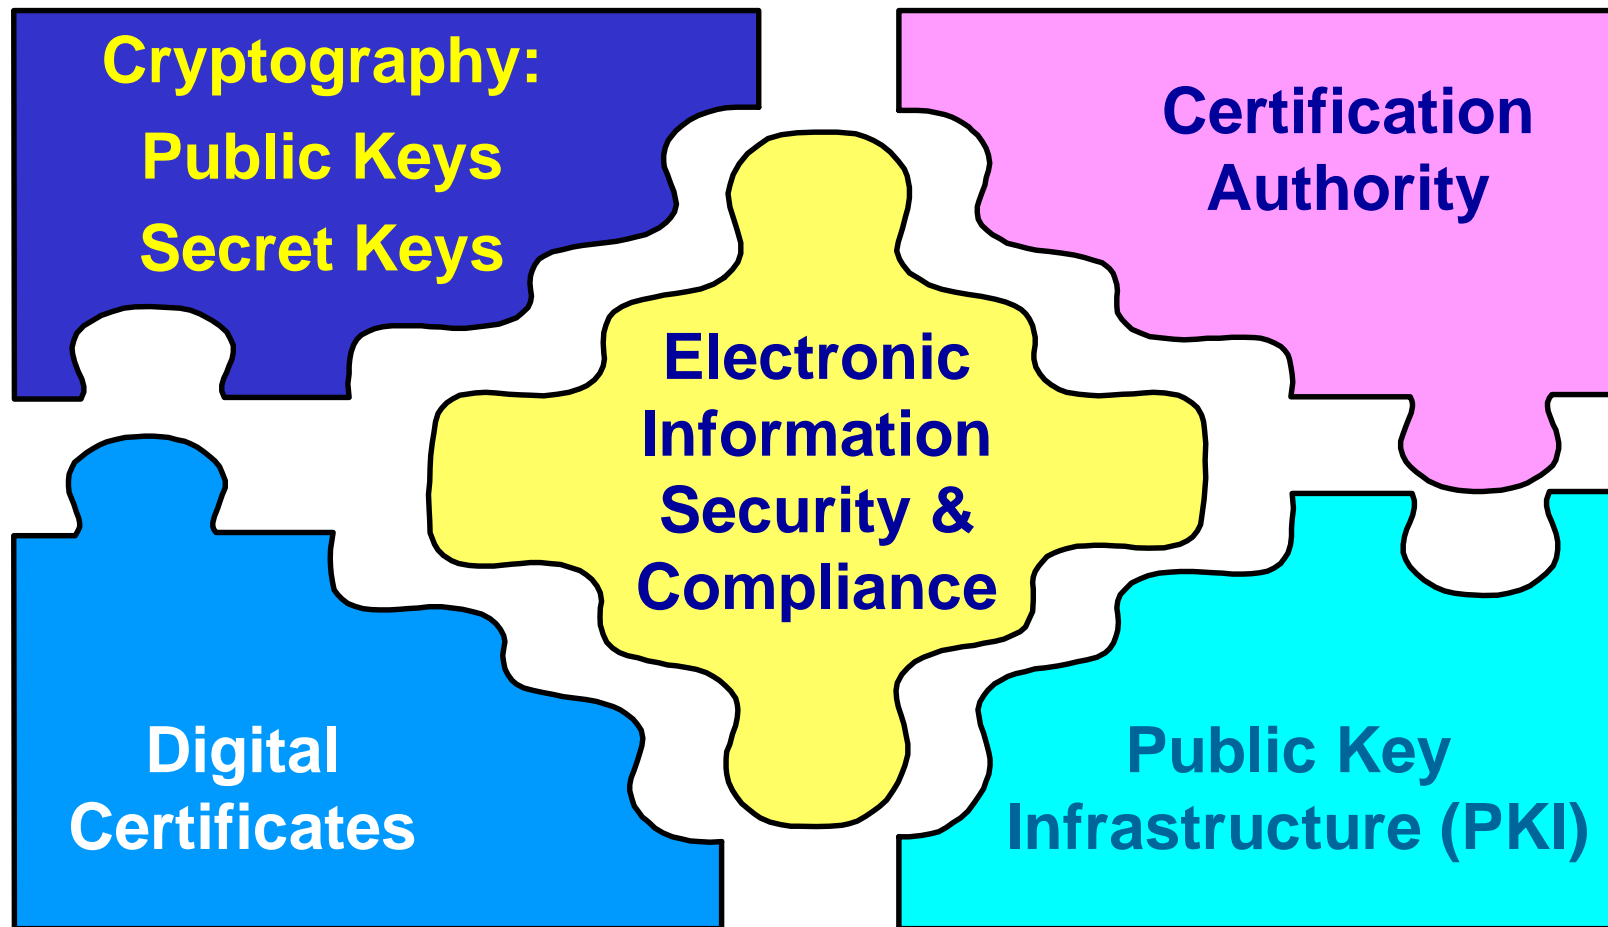 Cryptography:
Public Keys
Secret Keys
Certification
Authority
Electronic
Information
Security &
Compliance
Digital
Certificates
Public Key
Infrastructure (PKI)